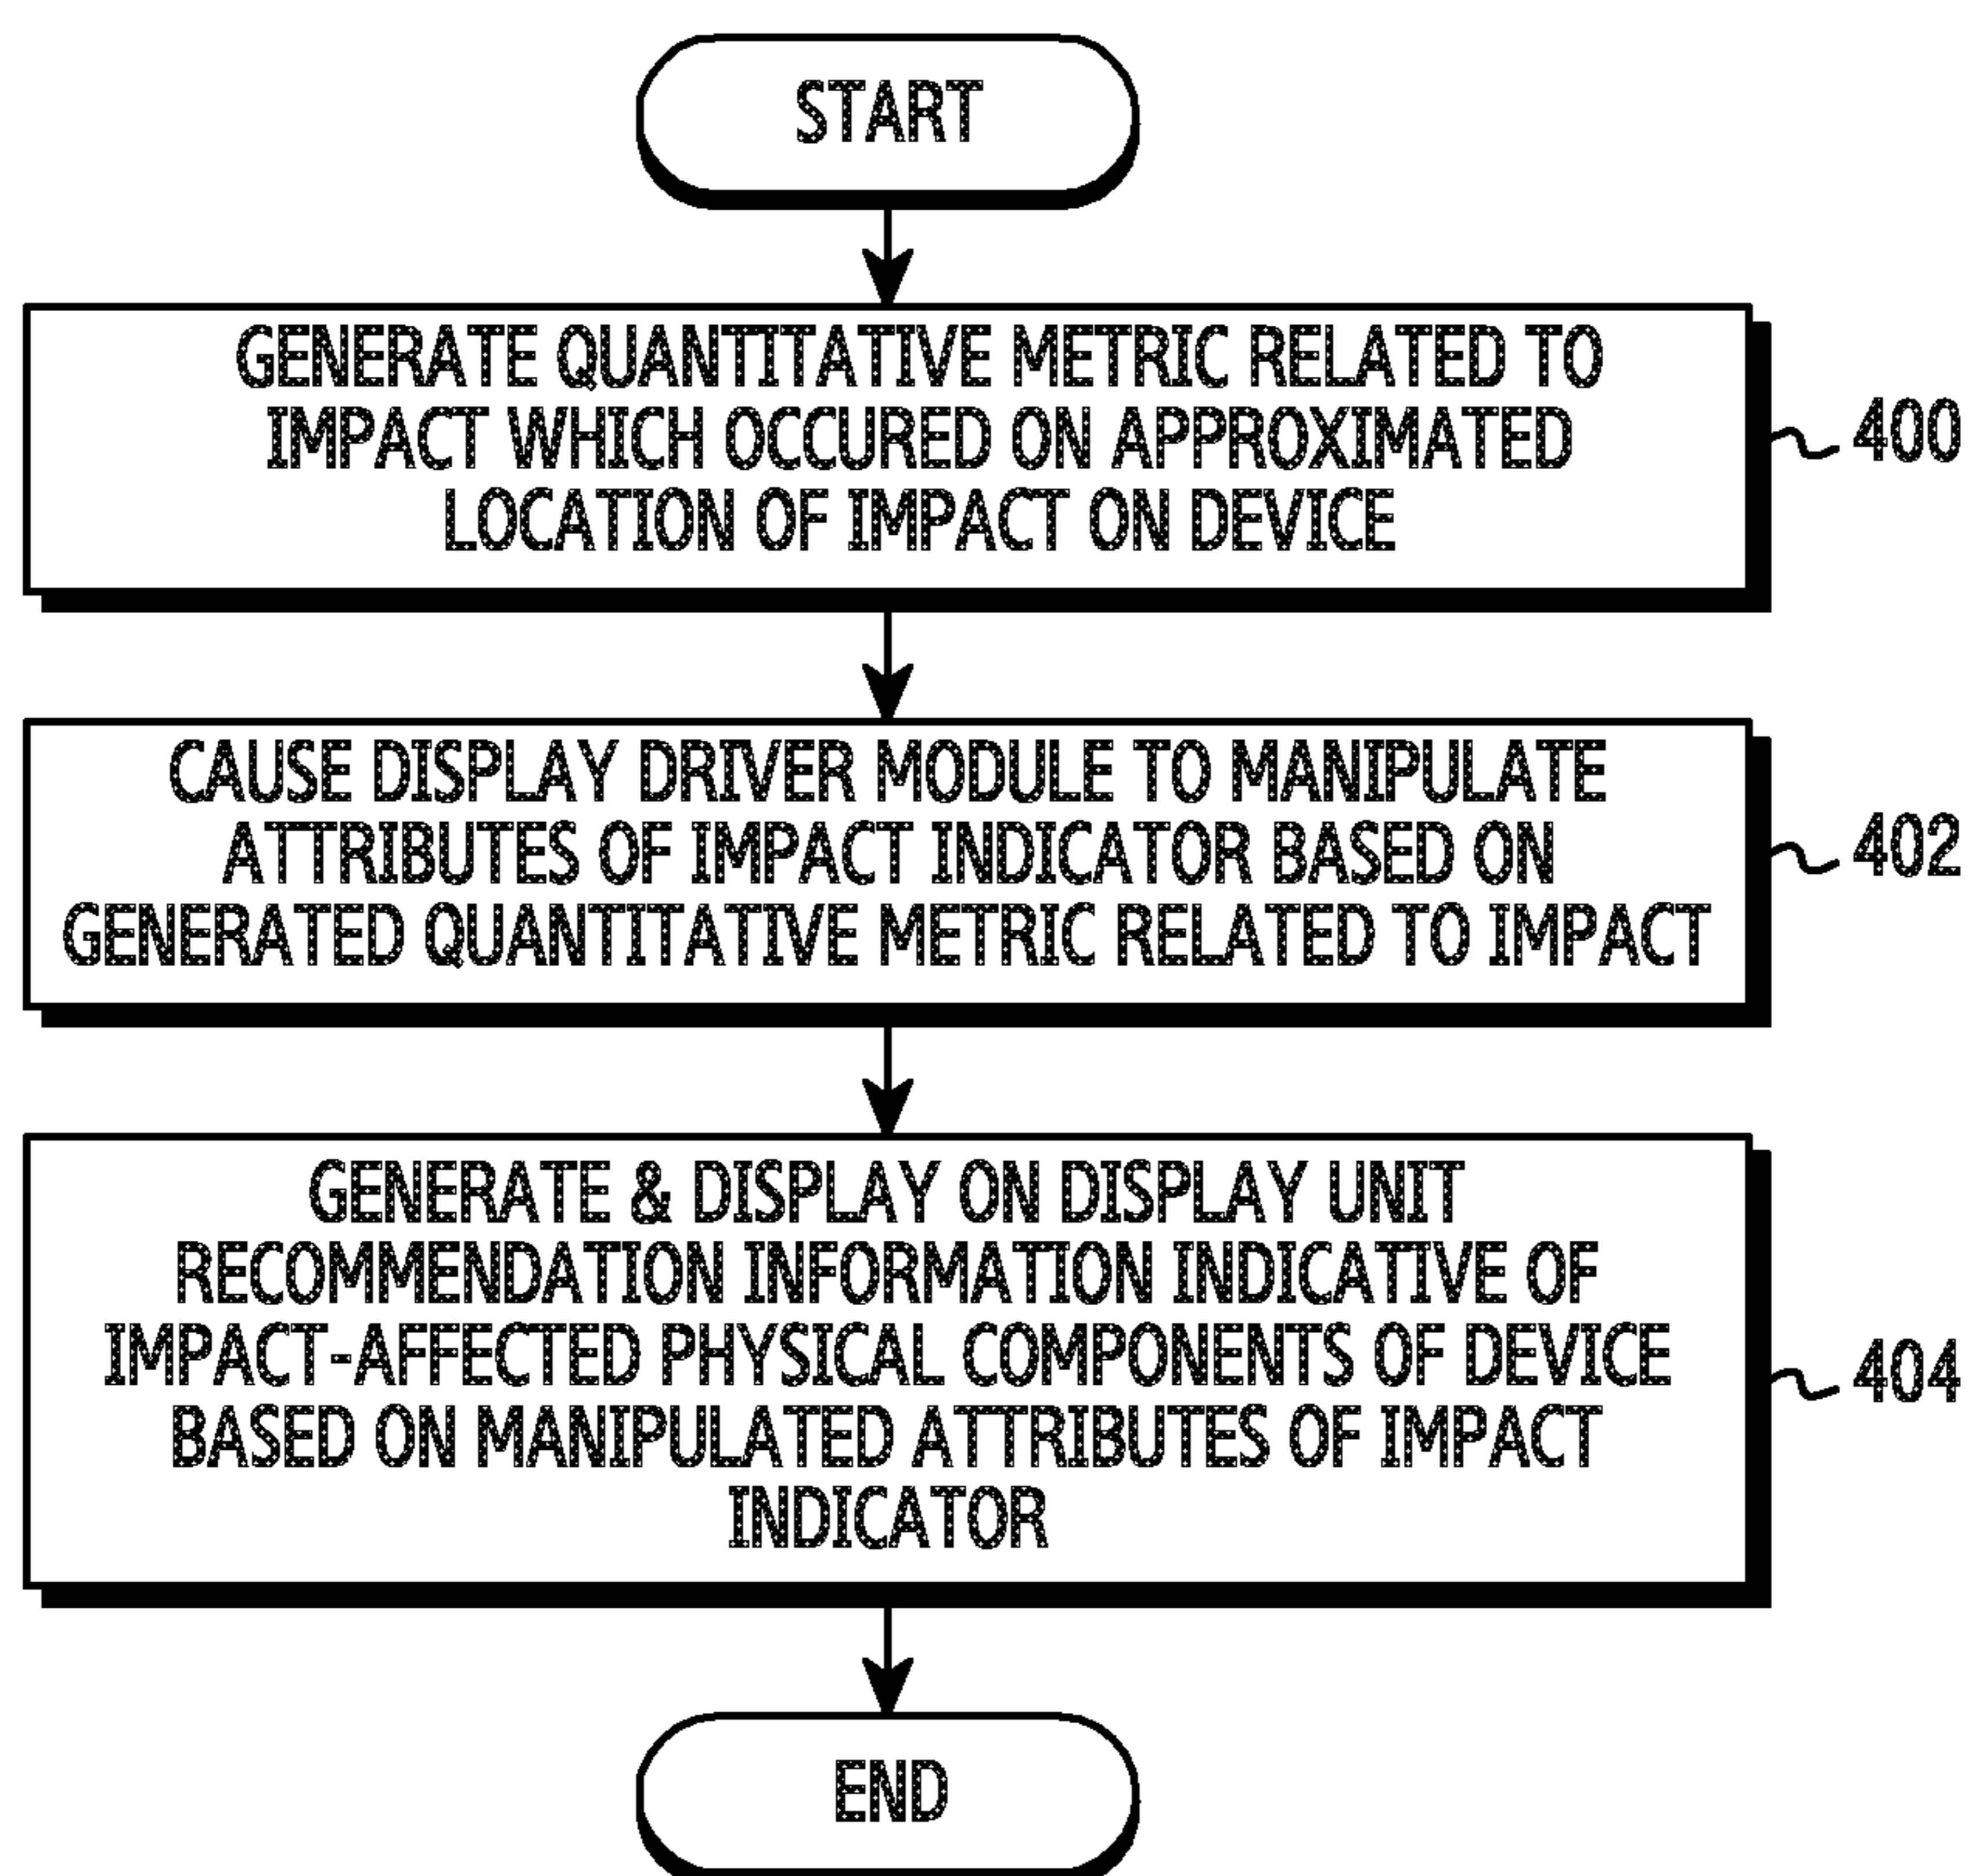 START
GENERATE QUANTITATIVE METRIC RELATED TO
IMPACT WHICH OCCURED ON APPROXIMATED
LOCATION OF IMPACT ON DEVICE
400
CAUSE DISPLAY DRIVER MODULE TO MANIPULATE
ATTRIBUTES OF IMPACT INDICATOR BASED ON
GENERATED QUANTITATIVE METRIC RELATED TO IMPACT
402
GENERATE & DISPLAY ON DISPLAY UNIT
RECOMMENDATION INFORMATION INDICATIVE OF
IMPACT-AFFECTED PHYSICAL COMPONENTS OF DEVICE
BASED ON MANIPULATED ATTRIBUTES OF IMPACT
INDICATOR
404
END